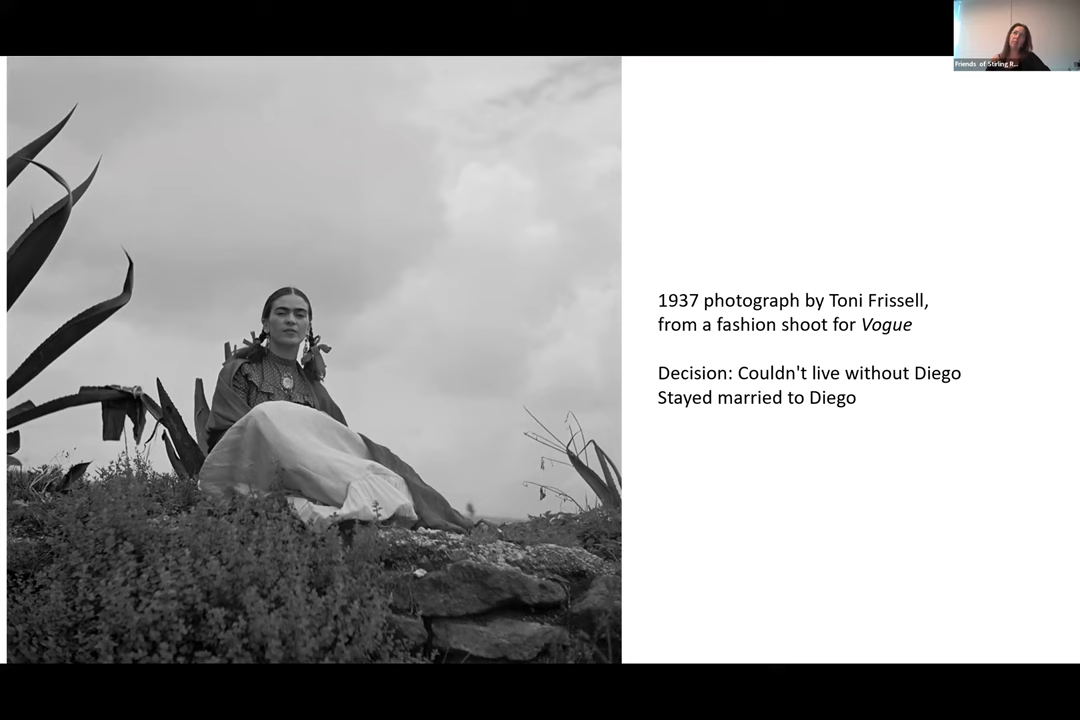 Friends of Stirling R...
1937 photograph by Toni Frissell,
from a fashion shoot for Vogue
Decision: Couldn't live without Diego
Stayed married to Diego